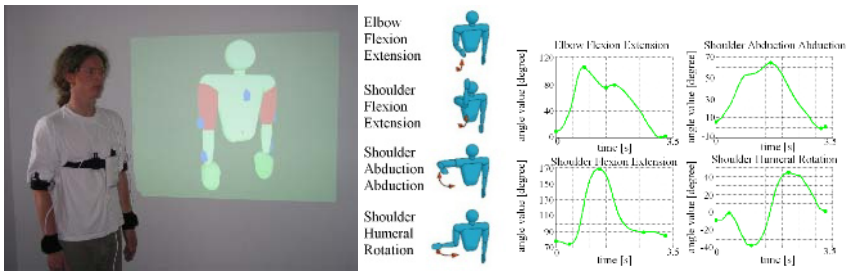 Elbow
Flexion
Extension
Shoulder
Flexion
Extension
Shoulder
Abduction
Abduction
Shoulder
Humeral
Rotation
Elbow Flexion Extension
angle value [degree]
120
80
40
0
time [s]
3.5
Shoulder Abduction Abduction
angle value [degree]
70
50
30
10
-10
time [s]
3.5
Shoulder Flexion Extension
angle value [degree]
170
150
130
110
90
70
time [s]
3.5
Shoulder Humeral Rotation
angle value [degree]
40
20
0
-20
-40
time [s]
3.5